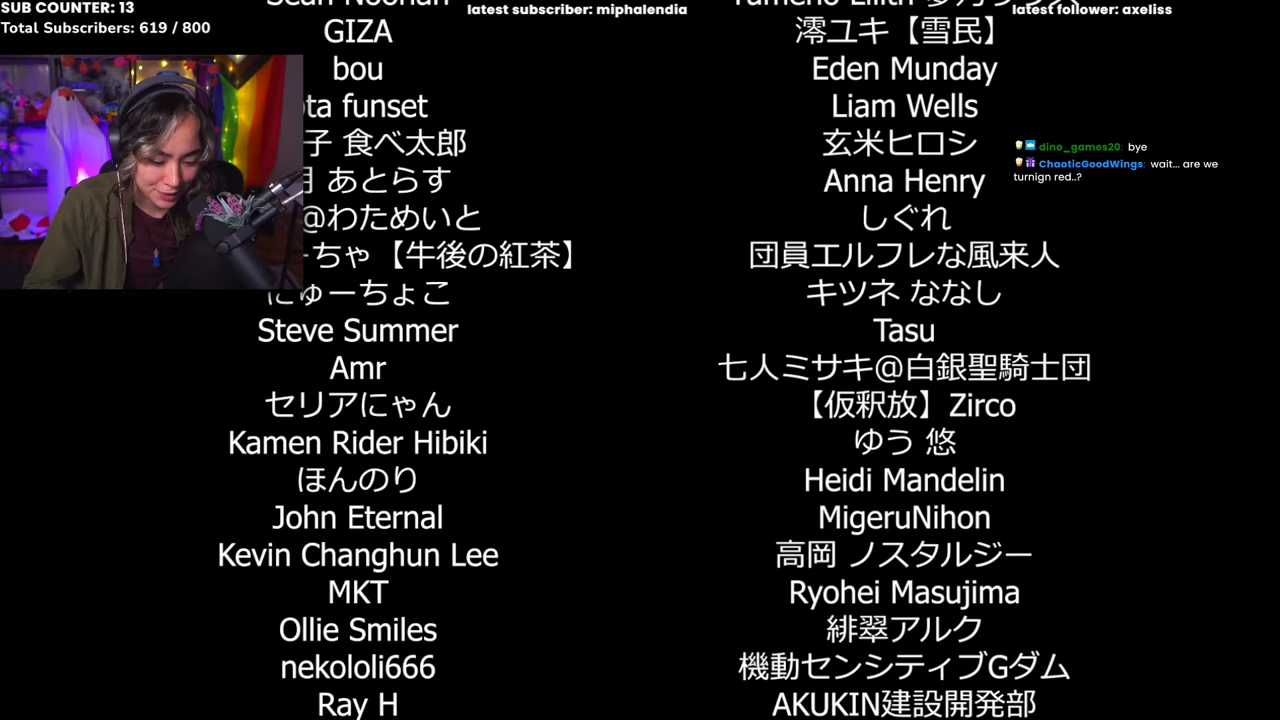 SUB COUNTER: 13
Total Subscribers: 619 / 800
latest subscriber: miphalendia
latest follower: axeliss
GIZA
bou
ta funset
子 食べ太郎
あとらす
@わためいと
ーちゃ【午後の紅茶】
にゅーちょこ
Steve Summer
Amr
セリアにゃん
Kamen Rider Hibiki
ほんのり
John Eternal
Kevin Changhun Lee
MKT
Ollie Smiles
nekololi666
Ray H
澪ユキ【雪民】
Eden Munday
Liam Wells
玄米ヒロシ
Anna Henry
しぐれ
団員エルフレな風来人
キツネ ななし
Tasu
七人ミサキ@白銀聖騎士団
【仮釈放】Zirco
ゆう 悠
Heidi Mandelin
MigeruNihon
高岡 ノスタルジー
Ryohei Masujima
緋翠アルク
機動センシティブGダム
AKUKIN建設開発部
dino_games20: bye
ChaoticGoodWings: wait... are we
turnign red..?